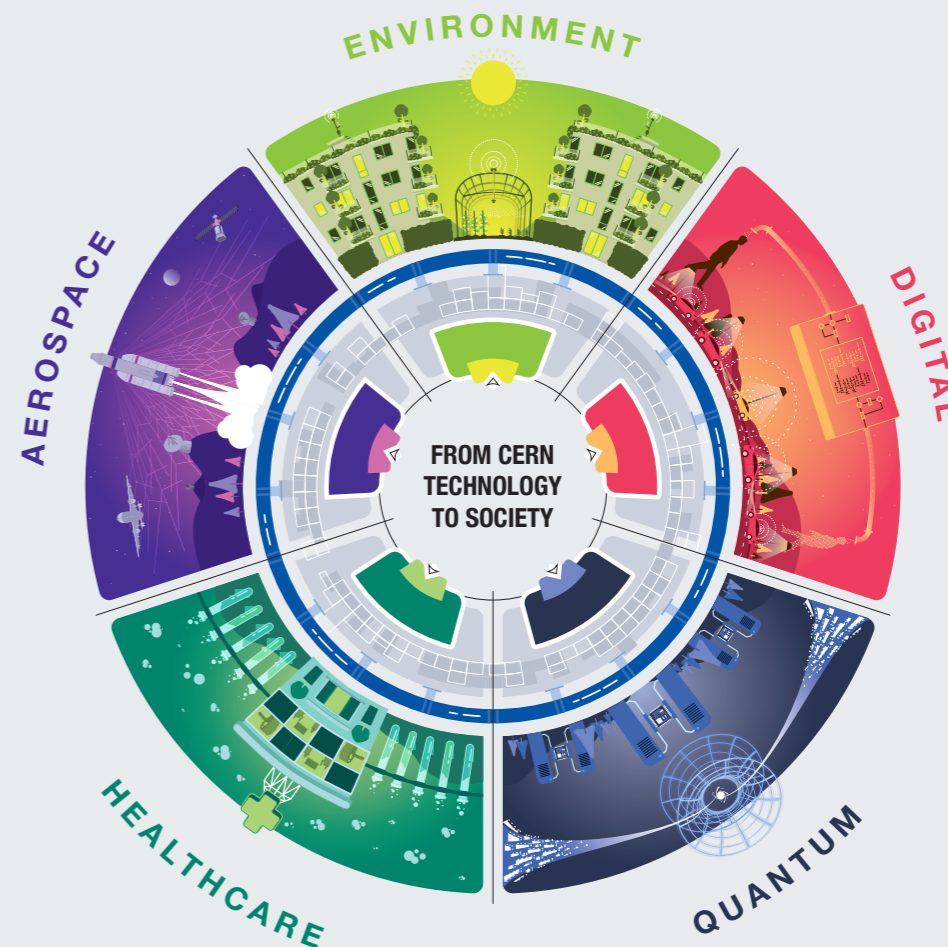 ENVIRONMENT
AEROSPACE
DIGITAL
FROM CERN
TECHNOLOGY
TO SOCIETY
HEALTHCARE
QUANTUM